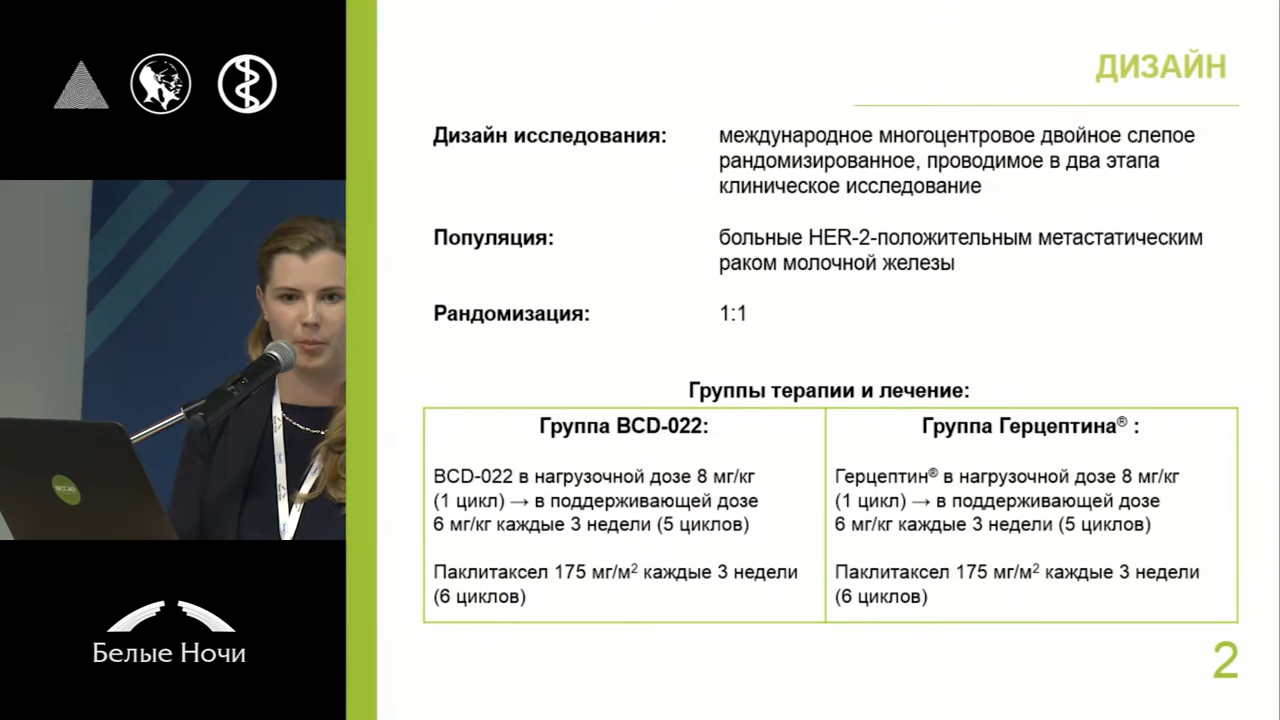 ДИЗАЙН
Дизайн исследования:
международное многоцентровое двойное слепое
рандомизированное, проводимое в два этапа
клиническое исследование
Популяция:
больные HER-2-положительным метастатическим
раком молочной железы
Рандомизация:
1:1
Группы терапии и лечение:
Группа BCD-022:
BCD-022 в нагрузочной дозе 8 мг/кг
(1 цикл) → в поддерживающей дозе
6 мг/кг каждые 3 недели (5 циклов)
Паклитаксел 175 мг/м² каждые 3 недели
(6 циклов)
Группа Герцептина® :
Герцептин® в нагрузочной дозе 8 мг/кг
(1 цикл) → в поддерживающей дозе
6 мг/кг каждые 3 недели (5 циклов)
Паклитаксел 175 мг/м² каждые 3 недели
(6 циклов)
2
Белые Ночи